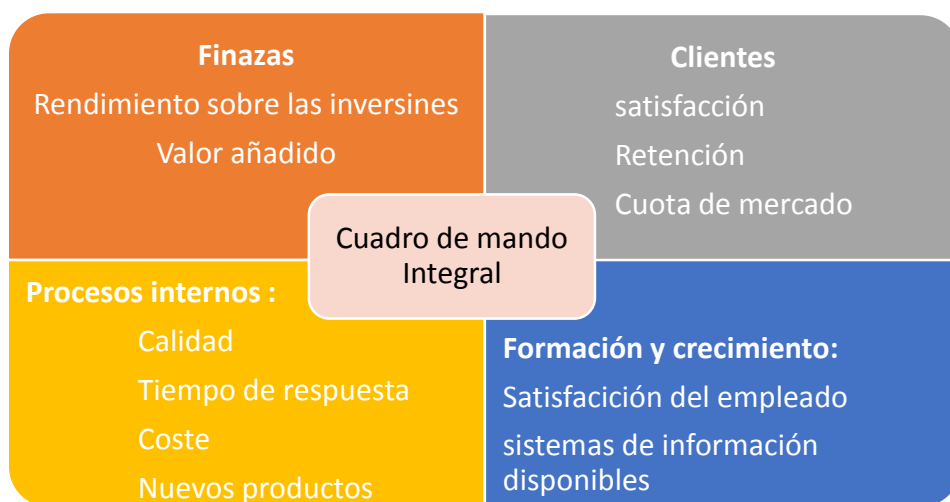 Finazas
Rendimiento sobre las inversines
Valor añadido
Clientes
satisfacción
Retención
Cuota de mercado
Cuadro de mando
Integral
Procesos internos :
Calidad
Tiempo de respuesta
Coste
Nuevos productos
Formación y crecimiento:
Satisfacición del empleado
sistemas de información
disponibles